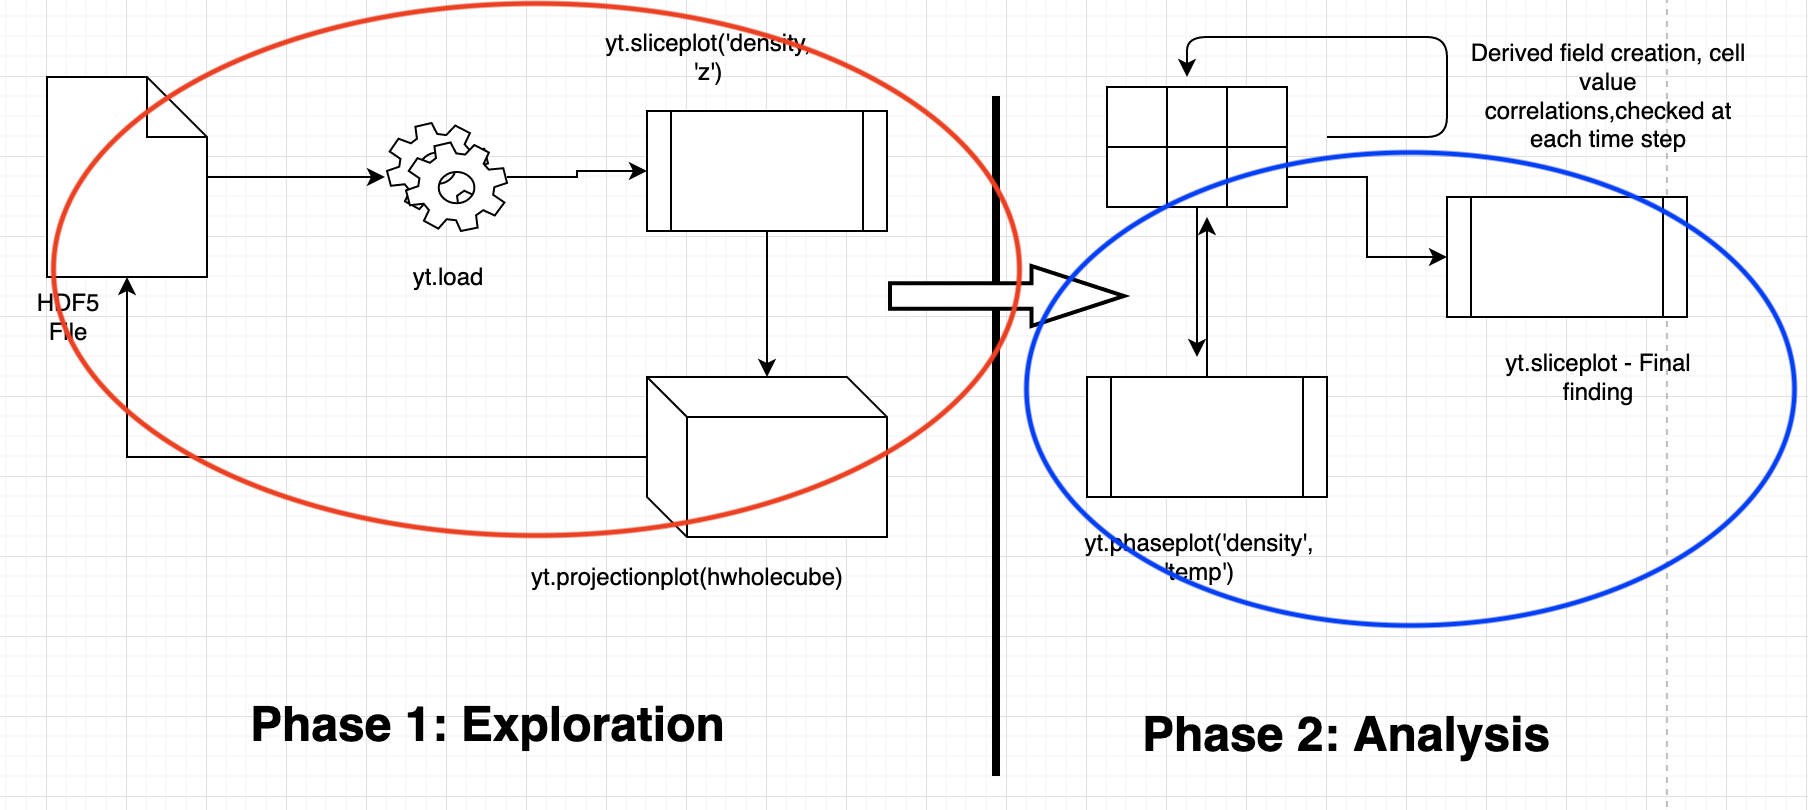 yt.sliceplot('density,
'z')
HDF5
File
yt.load
yt.projectionplot(hwholecube)
Phase 1: Exploration
Derived field creation, cell
value
correlations,checked at
each time step
yt.sliceplot - Final
finding
yt.phaseplot('density',
'temp')
Phase 2: Analysis